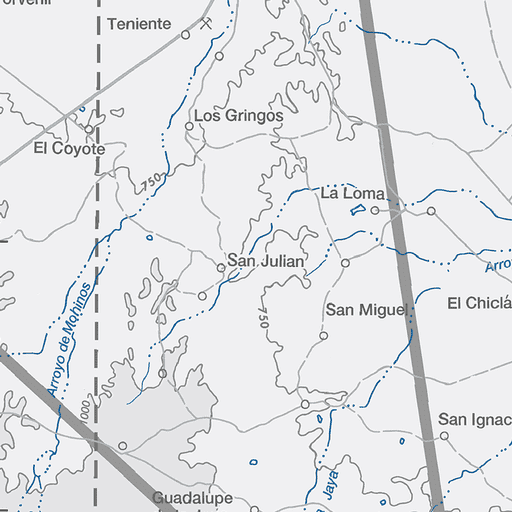 Teniente
Los Gringos
El Coyote
750
La Loma
San Julian
Arroyo de Mohinos
El Chiclá
San Miguel
750
San Ignac
Jaya
Guadalupe